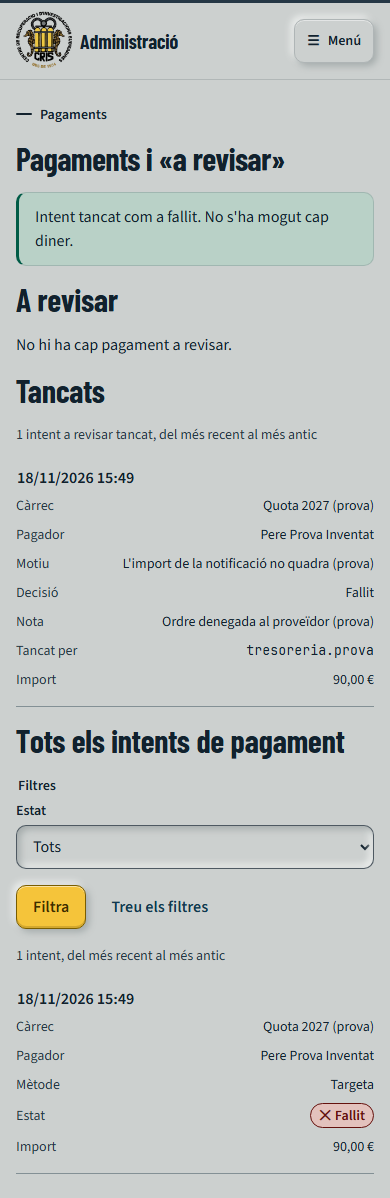 CRIS
Administració
☰ Menú
— Pagaments
Pagaments i «a revisar»
Intent tancat com a fallit. No s'ha mogut cap
diner.
A revisar
No hi ha cap pagament a revisar.
Tancats
1 intent a revisar tancat, del més recent al més antic
18/11/2026 15:49
Càrrec Quota 2027 (prova)
Pagador Pere Prova Inventat
Motiu L'import de la notificació no quadra (prova)
Decisió Fallit
Nota Ordre denegada al proveïdor (prova)
Tancat per tresoreria.prova
Import 90,00 €
Tots els intents de pagament
Filtres
Estat
Tots
Filtra Treu els filtres
1 intent, del més recent al més antic
18/11/2026 15:49
Càrrec Quota 2027 (prova)
Pagador Pere Prova Inventat
Mètode Targeta
Estat ✕ Fallit
Import 90,00 €